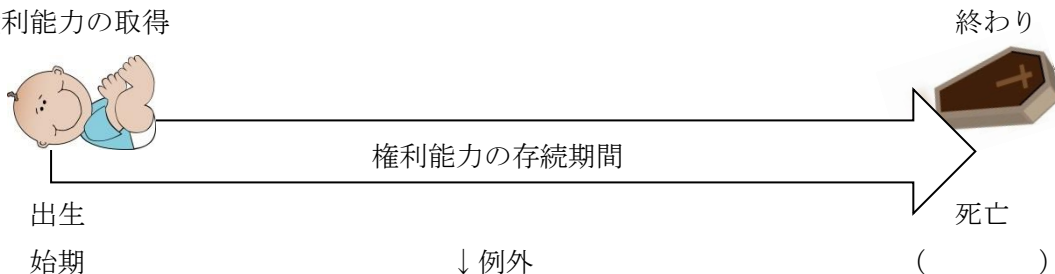 利能力の取得 終わり
権利能力の存続期間
出生 死亡
始期 ↓例外 ( )